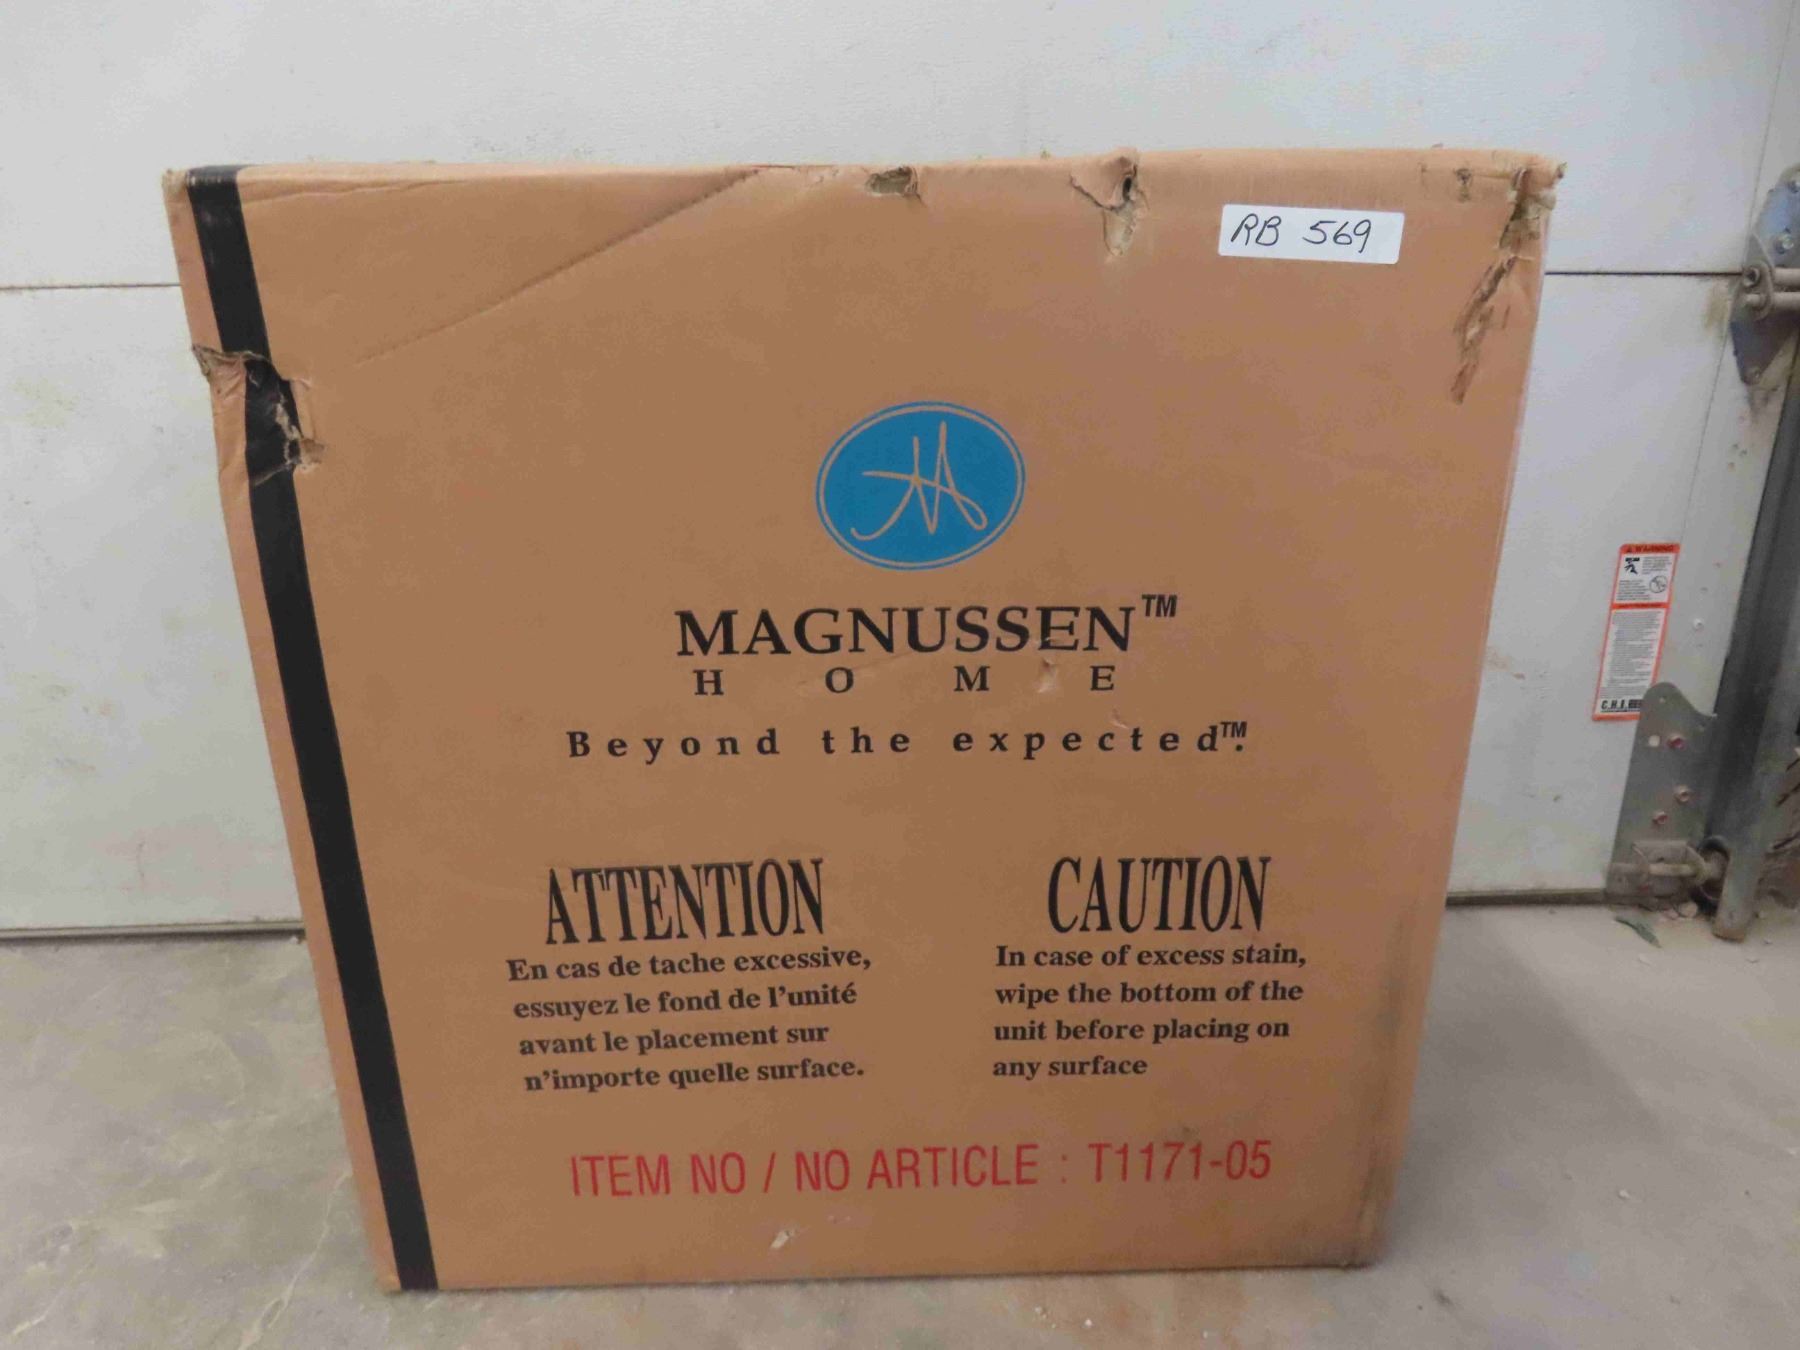 RB 569
MAGNUSSEN™
HOME
Beyond the expected™.
ATTENTION
En cas de tache excessive,
essuyez le fond de l'unité
avant le placement sur
n'importe quelle surface.
CAUTION
In case of excess stain,
wipe the bottom of the
unit before placing on
any surface
ITEM NO / NO ARTICLE : T1171-05
WARNING
C.H.I.